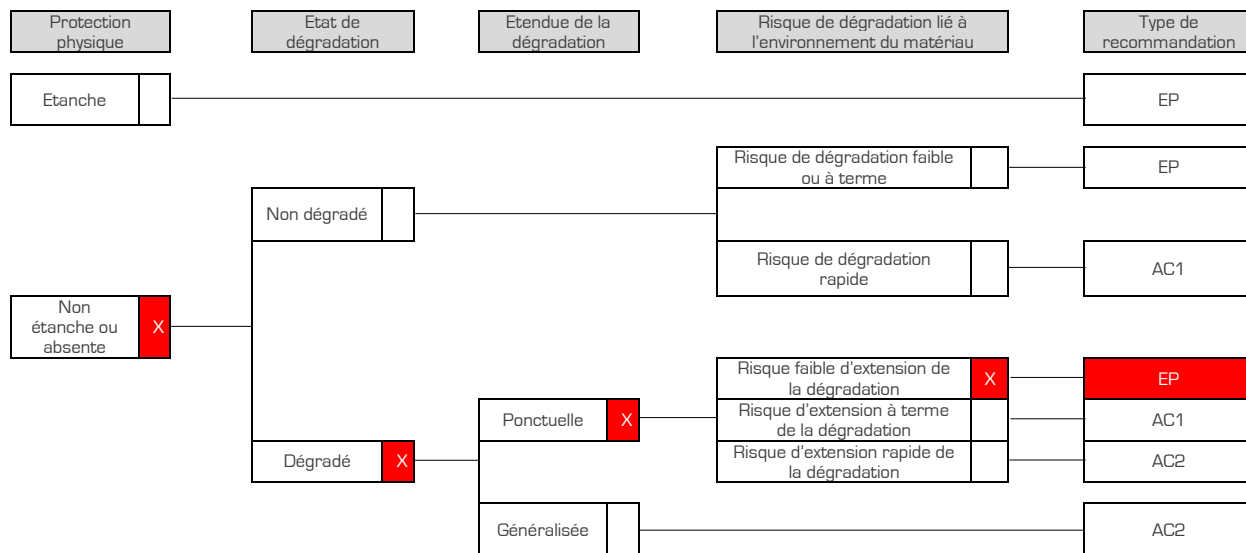 Protection
physique
Etat de
dégradation
Etendue de la
dégradation
Risque de dégradation lié à
l'environnement du matériau
Type de
recommandation
Etanche
EP
Risque de dégradation faible
ou à terme
EP
Non dégradé
Risque de dégradation
rapide
AC1
Non
étanche ou
absente
X
Risque faible d'extension de
la dégradation
X
EP
Ponctuelle
X
Risque d'extension à terme
de la dégradation
AC1
Dégradé
X
Risque d'extension rapide de
la dégradation
AC2
Généralisée
AC2